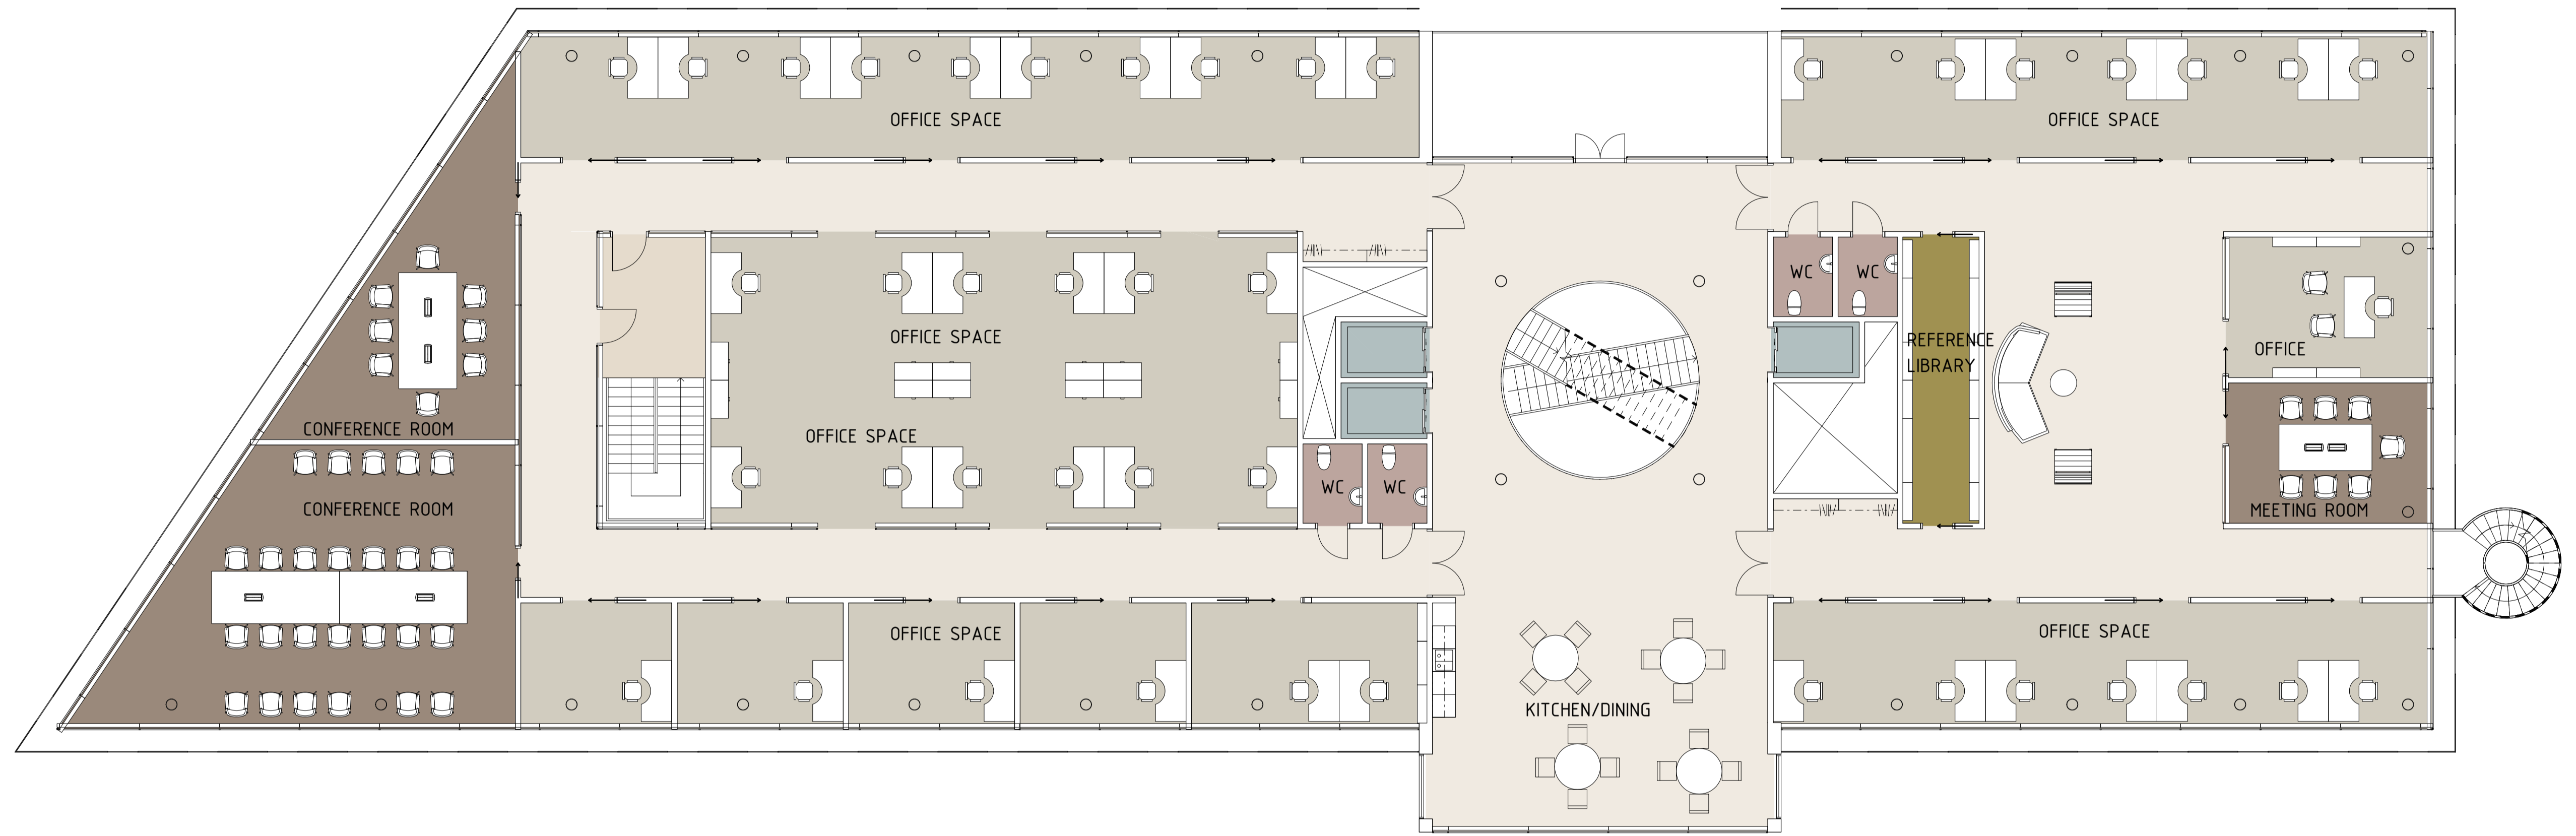 OFFICE SPACE
OFFICE SPACE
WC
WC
OFFICE SPACE
REFERENCE
LIBRARY
OFFICE
CONFERENCE ROOM
OFFICE SPACE
WC
WC
CONFERENCE ROOM
MEETING ROOM
OFFICE SPACE
OFFICE SPACE
KITCHEN/DINING